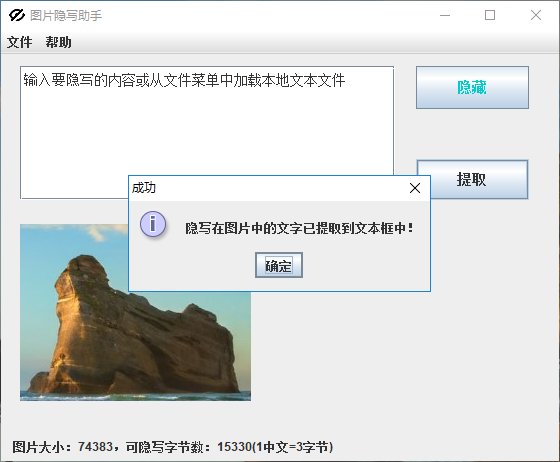 图片隐写助手
文件 帮助
输入要隐写的内容或从文件菜单中加载本地文本文件
隐藏
提取
成功
隐写在图片中的文字已提取到文本框中！
确定
图片大小：74383，可隐写字节数：15330(1中文=3字节)